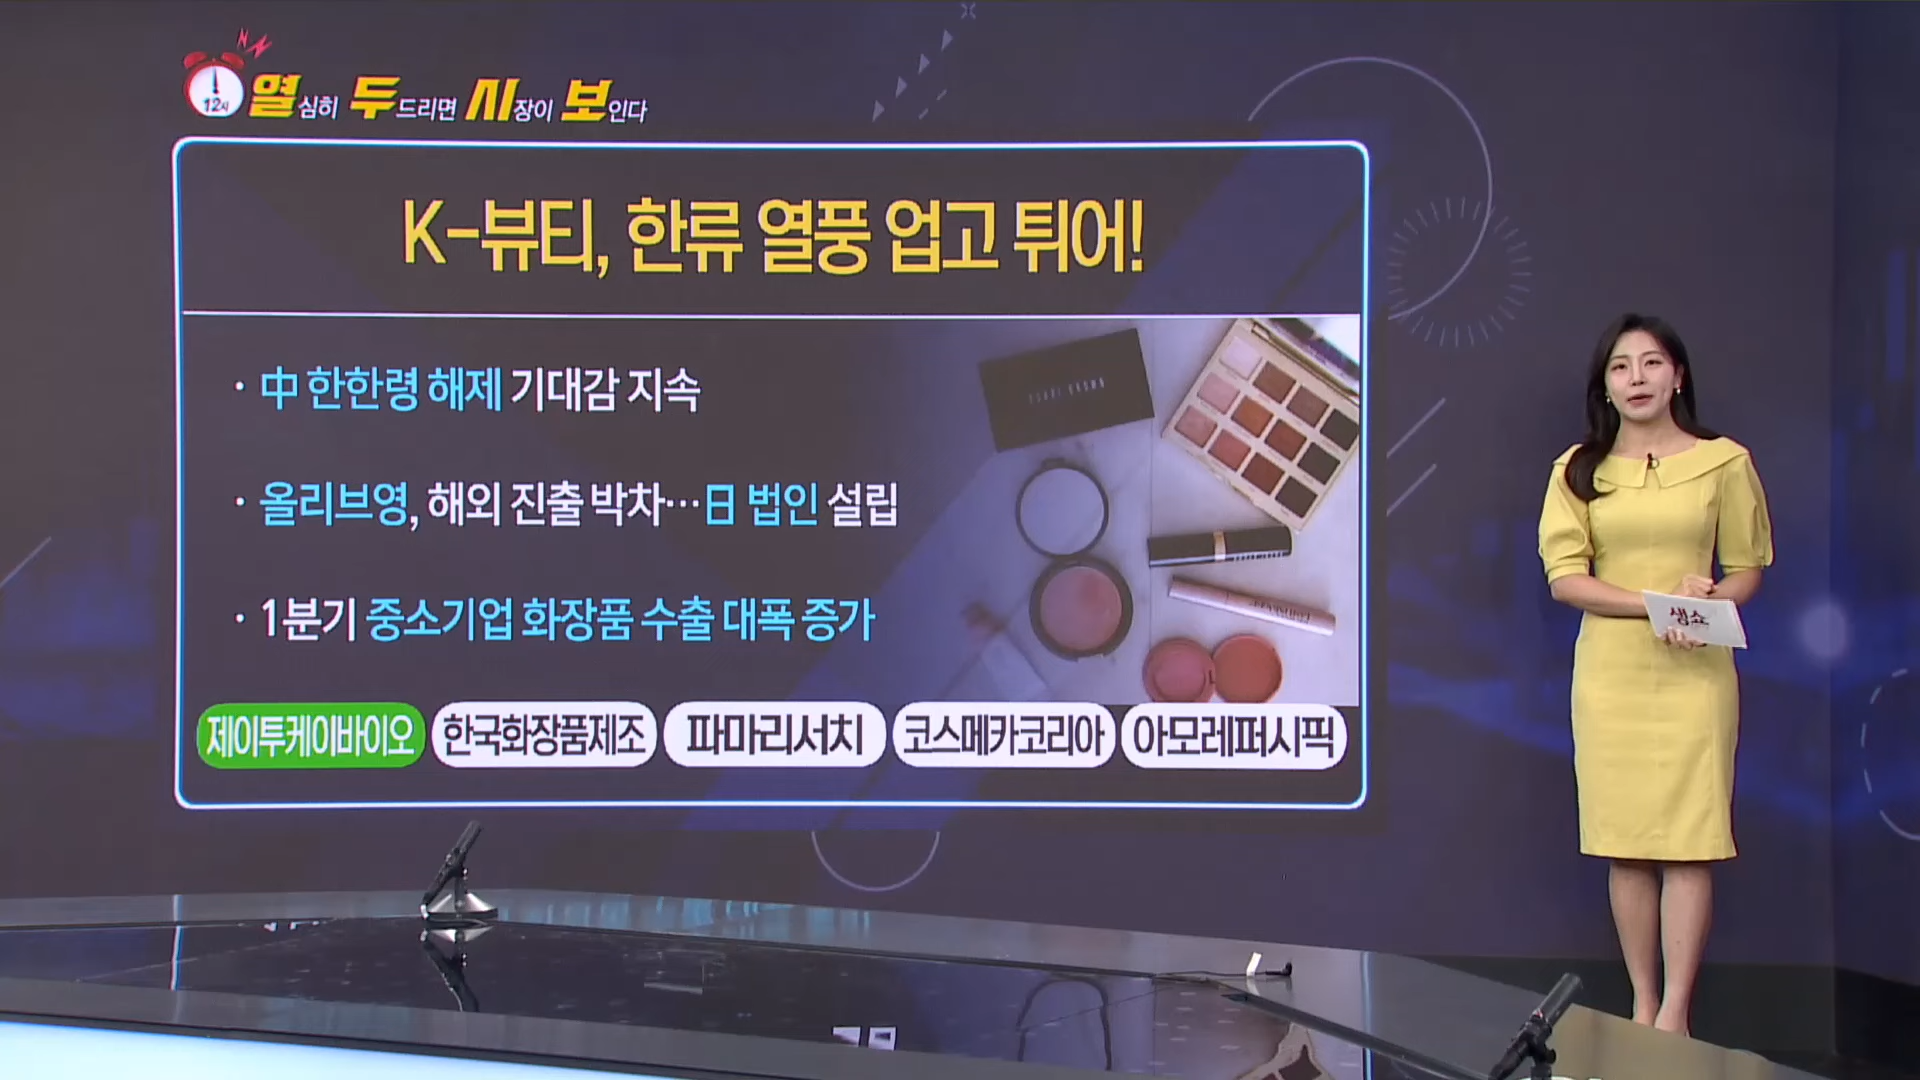 12시 열심히 두드리면 시장이 보인다
K-뷰티, 한류 열풍 업고 튀어!
· 中 한한령 해제 기대감 지속
· 올리브영, 해외 진출 박차…日 법인 설립
· 1분기 중소기업 화장품 수출 대폭 증가
제이투케이바이오 한국화장품제조 파마리서치 코스메카코리아 아모레퍼시픽
생쇼